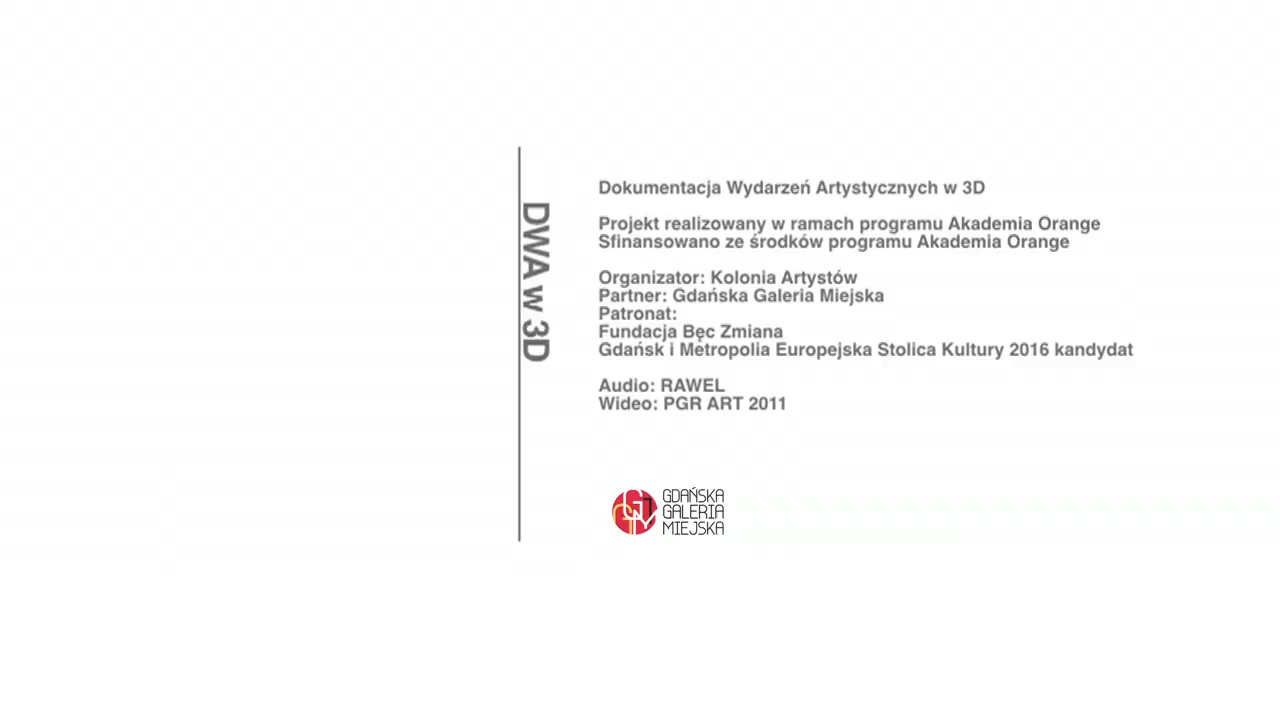 DWA w 3D
Dokumentacja Wydarzeń Artystycznych w 3D
Projekt realizowany w ramach programu Akademia Orange
Sfinansowano ze środków programu Akademia Orange
Organizator: Kolonia Artystów
Partner: Gdańska Galeria Miejska
Patronat:
Fundacja Bęc Zmiana
Gdańsk i Metropolia Europejska Stolica Kultury 2016 kandydat
Audio: RAWEL
Wideo: PGR ART 2011
GDAŃSKA
GALERIA
MIEJSKA